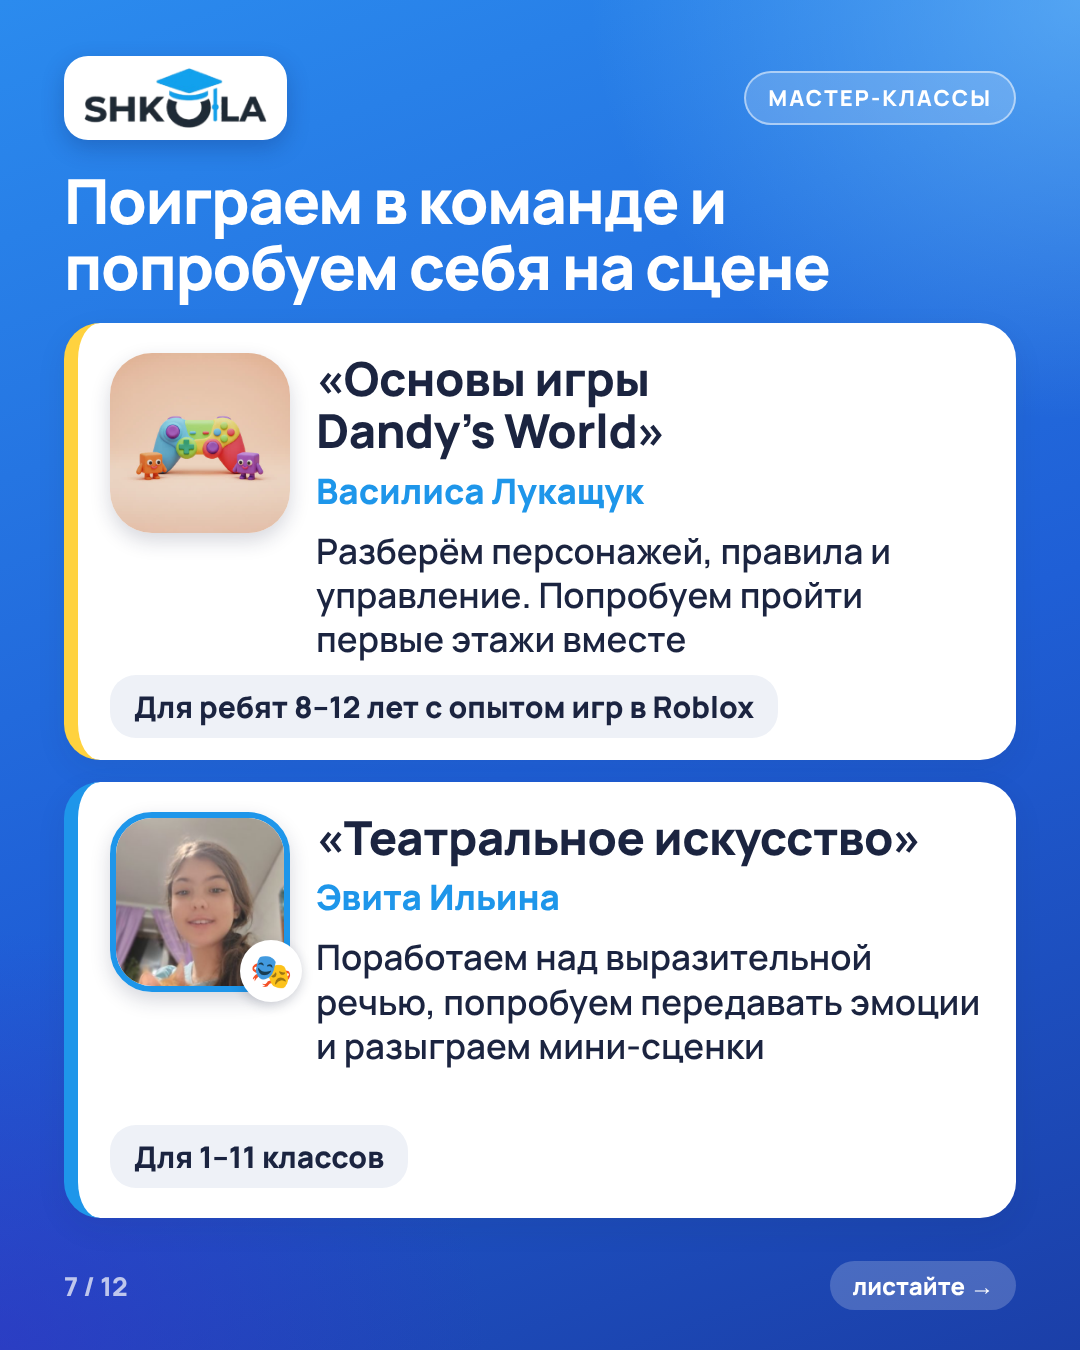 SHKOLA
МАСТЕР-КЛАССЫ
Поиграем в команде и
попробуем себя на сцене
«Основы игры
Dandy’s World»
Василиса Лукащук
Разберём персонажей, правила и
управление. Попробуем пройти
первые этажи вместе
Для ребят 8–12 лет с опытом игр в Roblox
«Театральное искусство»
Эвита Ильина
Поработаем над выразительной
речью, попробуем передавать эмоции
и разыграем мини-сценки
Для 1–11 классов
7 / 12
листайте →